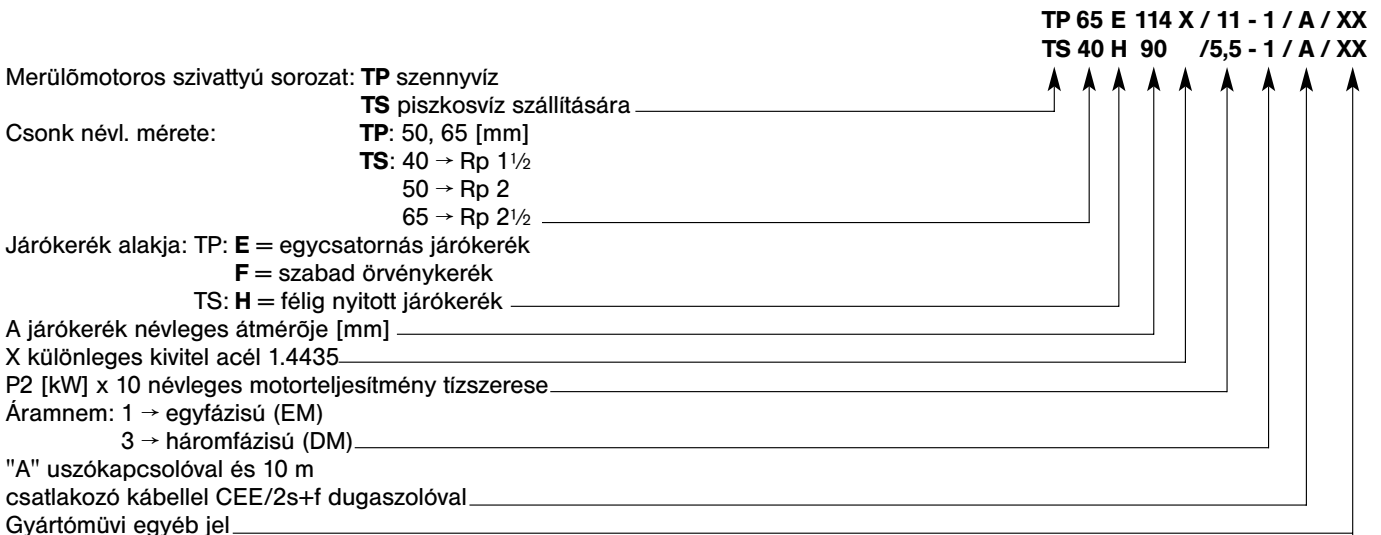 TP 65 E 114 X / 11 - 1 / A / XX
TS 40 H 90 /5,5 - 1 / A / XX
Merülõmotoros szivattyú sorozat: TP szennyvíz
TS piszkosvíz szállítására
Csonk névl. mérete: TP: 50, 65 [mm]
TS: 40 → Rp 1½
50 → Rp 2
65 → Rp 2½
Járókerék alakja: TP: E = egycsatornás járókerék
F = szabad örvénykerék
TS: H = félig nyitott járókerék
A járókerék névleges átmérõje [mm]
X különleges kivitel acél 1.4435
P2 [kW] x 10 névleges motorteljesítmény tízszerese
Áramnem: 1 → egyfázisú (EM)
3 → háromfázisú (DM)
"A" uszókapcsolóval és 10 m
csatlakozó kábellel CEE/2s+f dugaszolóval
Gyártómüvi egyéb jel